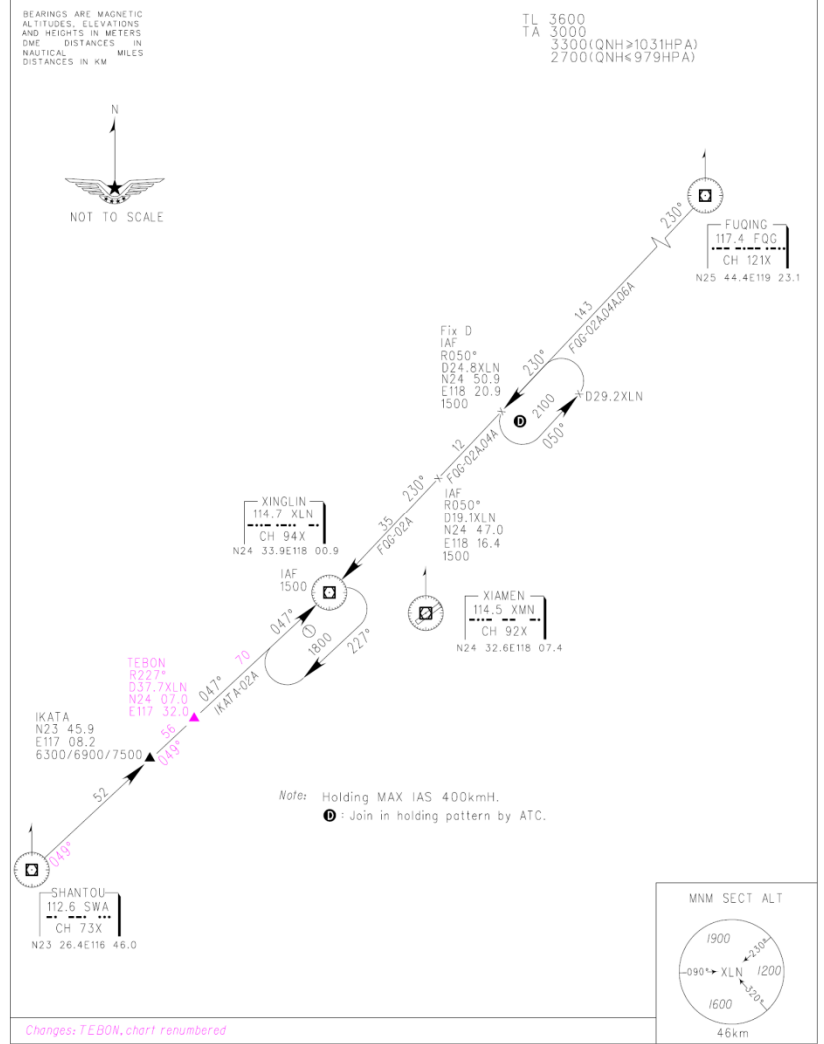 BEARINGS ARE MAGNETIC
ALTITUDES, ELEVATIONS
AND HEIGHTS IN METERS
DME DISTANCES IN
NAUTICAL MILES
DISTANCES IN KM
TL 3600
TA 3000
3300(QNH≥1031HPA)
2700(QNH≤979HPA)
N
NOT TO SCALE
230°
FUQING
117.4 FQG
CH 121X
N25 44.4E119 23.1
143
FQG-02A,04A,06A
Fix D
IAF
R050°
D24.8XLN
N24 50.9
E118 20.9
1500
230°
D29.2XLN
2100
D
050°
12
FQG-02A,04A
230°
IAF
R050°
D19.1XLN
N24 47.0
E118 16.4
1500
35
FQG-02A
XINGLIN
114.7 XLN
CH 94X
N24 33.9E118 00.9
IAF
1500
XIAMEN
114.5 XMN
CH 92X
N24 32.6E118 07.4
047°
1
1800
227°
70
IKATA-02A
047°
TEBON
R227°
D37.7XLN
N24 07.0
E117 32.0
IKATA
N23 45.9
E117 08.2
6300/6900/7500
56
049°
52
049°
Note: Holding MAX IAS 400kmH.
D : Join in holding pattern by ATC.
SHANTOU
112.6 SWA
CH 73X
N23 26.4E116 46.0
MNM SECT ALT
1900
230°
090° XLN 1200
320°
1600
46km
Changes: TEBON, chart renumbered